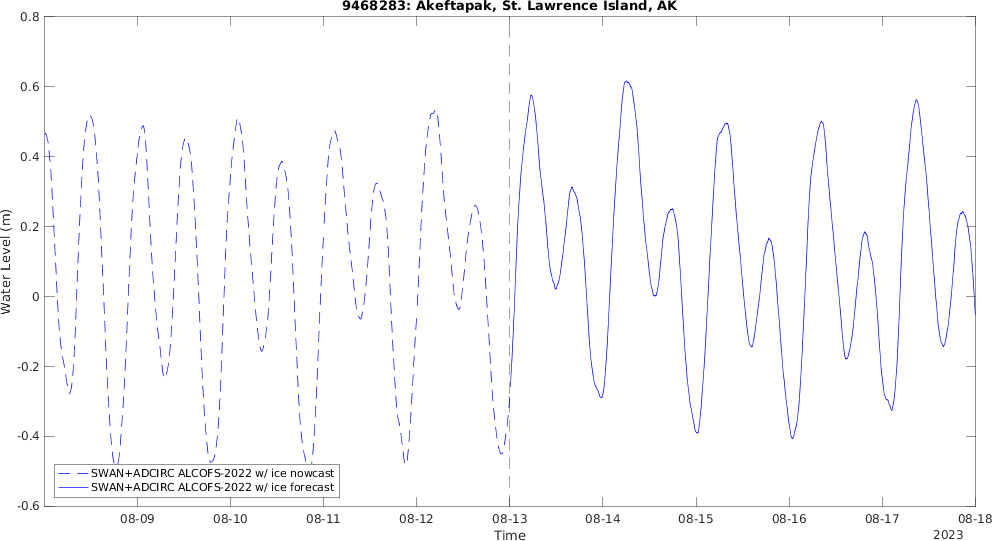 9468283: Akeftapak, St. Lawrence Island, AK
Water Level (m)
0.8
0.6
0.4
0.2
0
-0.2
-0.4
-0.6
SWAN+ADCIRC ALCOFS-2022 w/ ice nowcast
SWAN+ADCIRC ALCOFS-2022 w/ ice forecast
08-09 08-10 08-11 08-12 08-13 08-14 08-15 08-16 08-17 08-18
Time
2023